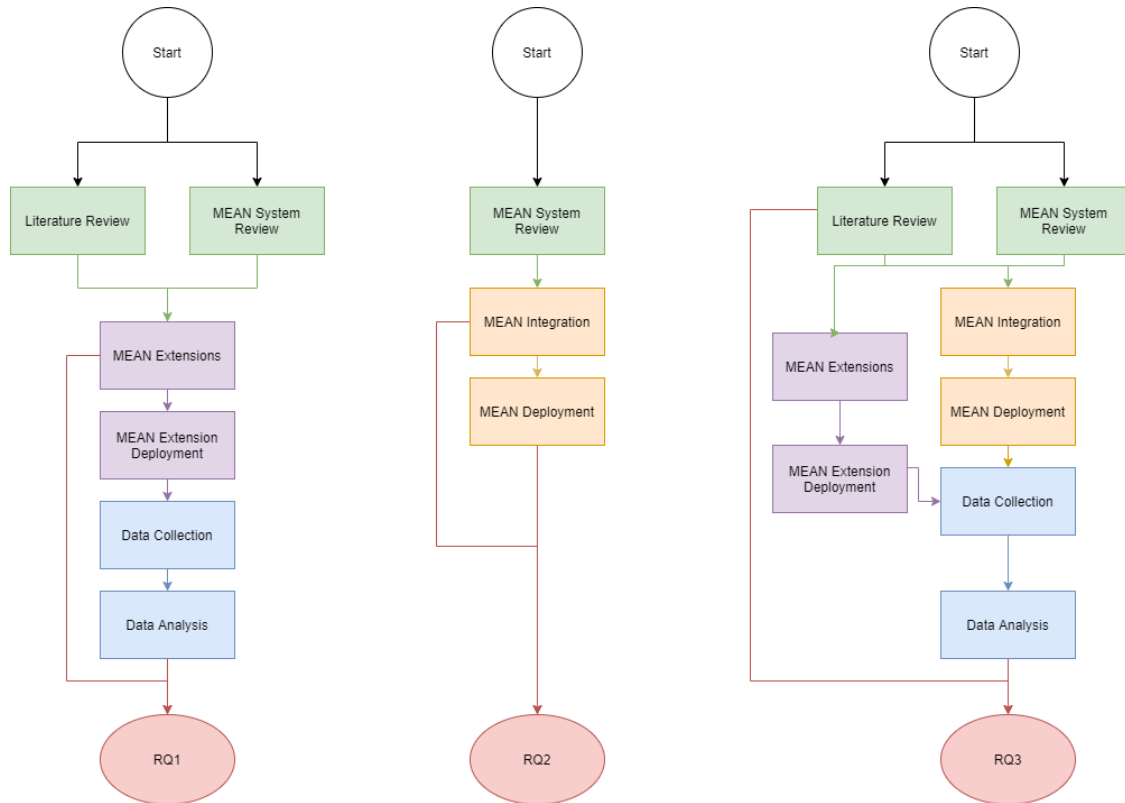 Start
Literature Review
MEAN System
Review
MEAN Extensions
MEAN Extension
Deployment
Data Collection
Data Analysis
RQ1
Start
MEAN System
Review
MEAN Integration
MEAN Deployment
RQ2
Start
Literature Review
MEAN System
Review
MEAN Extensions
MEAN Extension
Deployment
MEAN Integration
MEAN Deployment
Data Collection
Data Analysis
RQ3